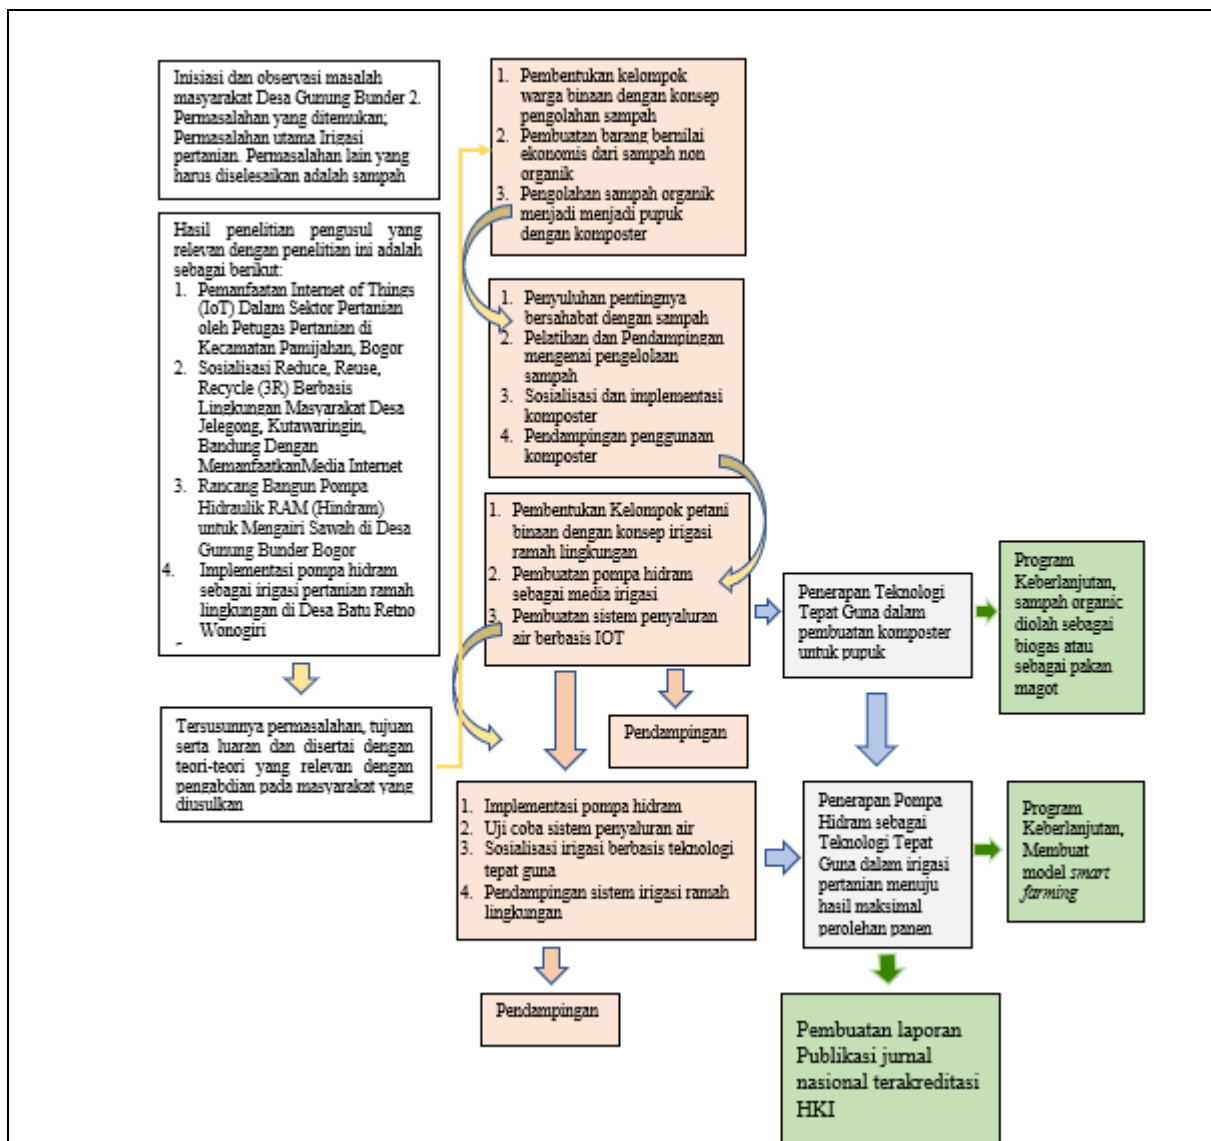 Inisiasi dan observasi masalah
masyarakat Desa Gunung Bunder 2.
Permasalahan yang ditemukan;
Permasalahan utama Irigasi
pertanian. Permasalahan lain yang
harus diselesaikan adalah sampah
Hasil penelitian pengusul yang
relevan dengan penelitian ini adalah
sebagai berikut:
1. Pemanfaatan Internet of Things
(IoT) Dalam Sektor Pertanian
oleh Petugas Pertanian di
Kecamatan Pamijahan, Bogor
2. Sosialisasi Reduce, Reuse,
Recycle (3R) Berbasis
Lingkungan Masyarakat Desa
Jelegong, Kutawaringin,
Bandung Dengan
MemanfaatkanMedia Internet
3. Rancang Bangun Pompa
Hidraulik RAM (Hindram)
untuk Mengairi Sawah di Desa
Gunung Bunder Bogor
4. Implementasi pompa hidram
sebagai irigasi pertanian ramah
lingkungan di Desa Batu Retno
Wonogiri
Tersusunnya permasalahan, tujuan
serta luaran dan disertai dengan
teori-teori yang relevan dengan
pengabdian pada masyarakat yang
diusulkan
1. Pembentukan kelompok
warga binaan dengan konsep
pengolahan sampah
2. Pembuatan barang bernilai
ekonomis dari sampah non
organik
3. Pengolahan sampah organik
menjadi menjadi pupuk
dengan komposter
1. Penyuluhan pentingnya
bersahabat dengan sampah
2. Pelatihan dan Pendampingan
mengenai pengelolaan
sampah
3. Sosialisasi dan implementasi
komposter
4. Pendampingan penggunaan
komposter
1. Pembentukan Kelompok petani
binaan dengan konsep irigasi
ramah lingkungan
2. Pembuatan pompa hidram
sebagai media irigasi
3. Pembuatan sistem penyaluran
air berbasis IOT
Pendampingan
1. Implementasi pompa hidram
2. Uji coba sistem penyaluran air
3. Sosialisasi irigasi berbasis teknologi
tepat guna
4. Pendampingan sistem irigasi ramah
lingkungan
Pendampingan
Penerapan Teknologi
Tepat Guna dalam
pembuatan komposter
untuk pupuk
Program
Keberlanjutan,
sampah organic
diolah sebagai
biogas atau
sebagai pakan
magot
Penerapan Pompa
Hidram sebagai
Teknologi Tepat
Guna dalam irigasi
pertanian menuju
hasil maksimal
perolehan panen
Program
Keberlanjutan,
Membuat
model smart
farming
Pembuatan laporan
Publikasi jurnal
nasional terakreditasi
HKI